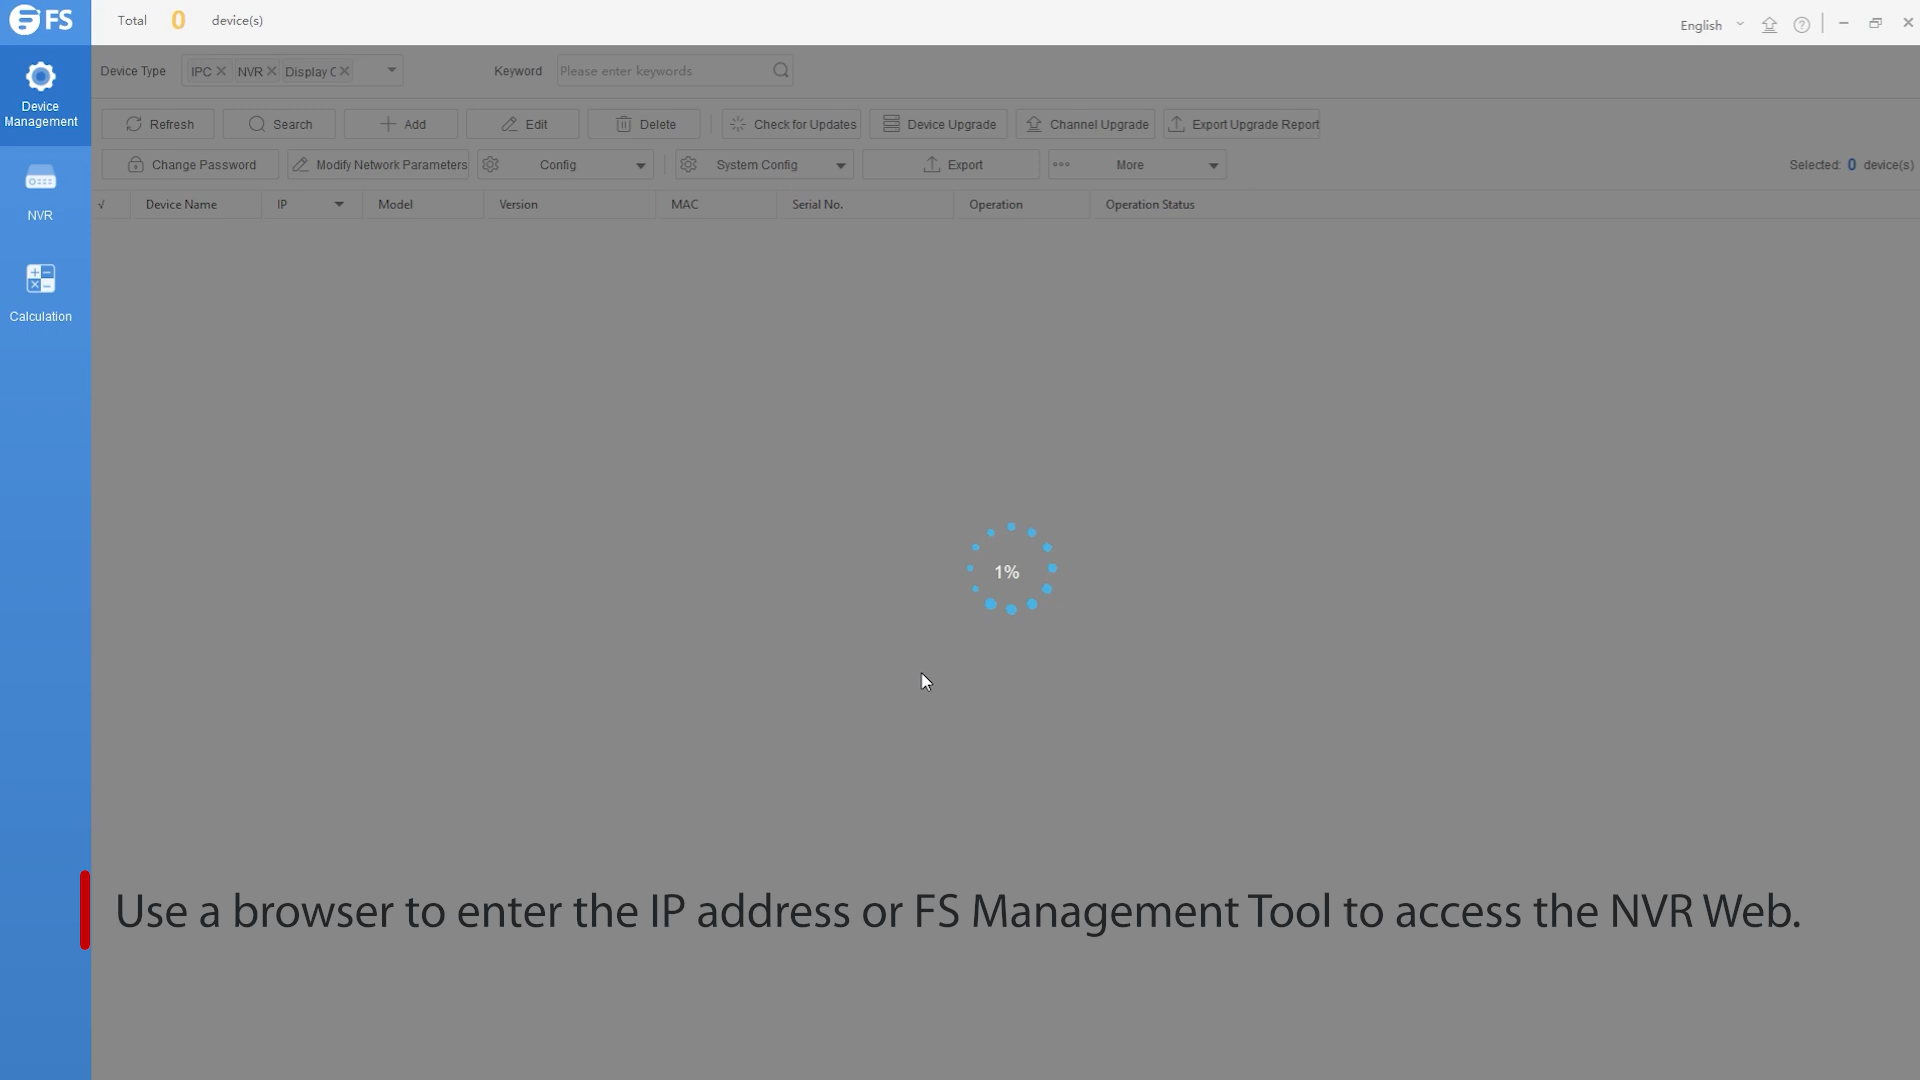 FS
Total 0 device(s)
English
Device Type IPC NVR Display C Keyword Please enter keywords
Device
Management
Refresh Search Add Edit Delete Check for Updates Device Upgrade Channel Upgrade Export Upgrade Report
Change Password Modify Network Parameters Config System Config Export More Selected: 0 device(s)
√ Device Name IP Model Version MAC Serial No. Operation Operation Status
NVR
Calculation
1%
Use a browser to enter the IP address or FS Management Tool to access the NVR Web.